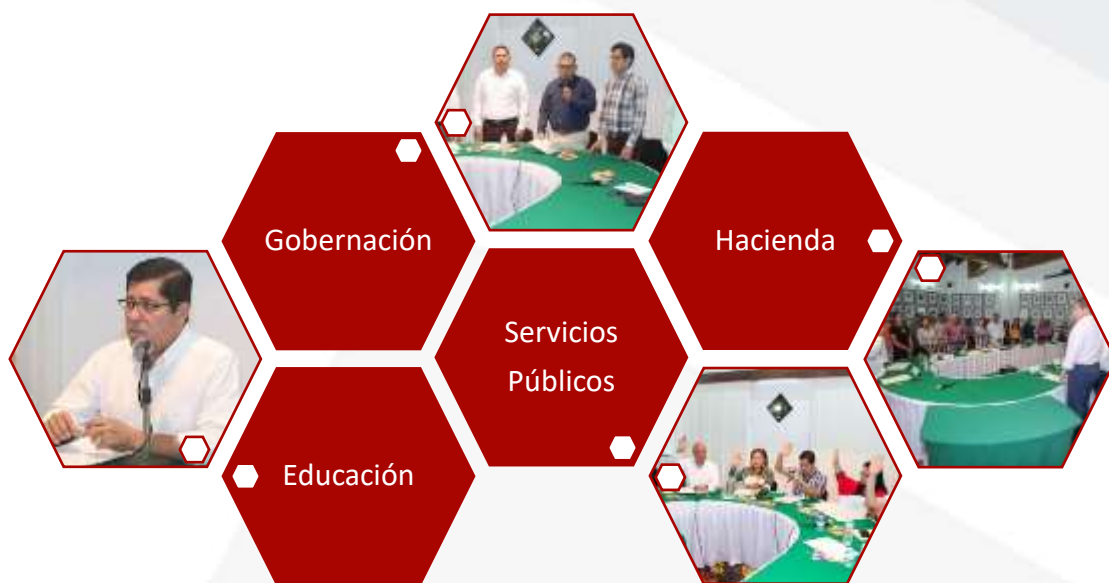 Gobernación
Hacienda
Servicios
Públicos
Educación